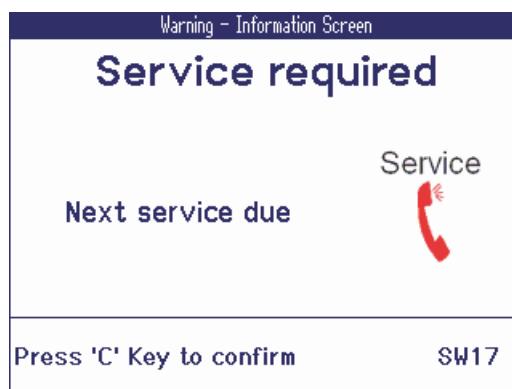 Warning - Information Screen
Service required
Service
Next service due
Press 'C' Key to confirm SW17